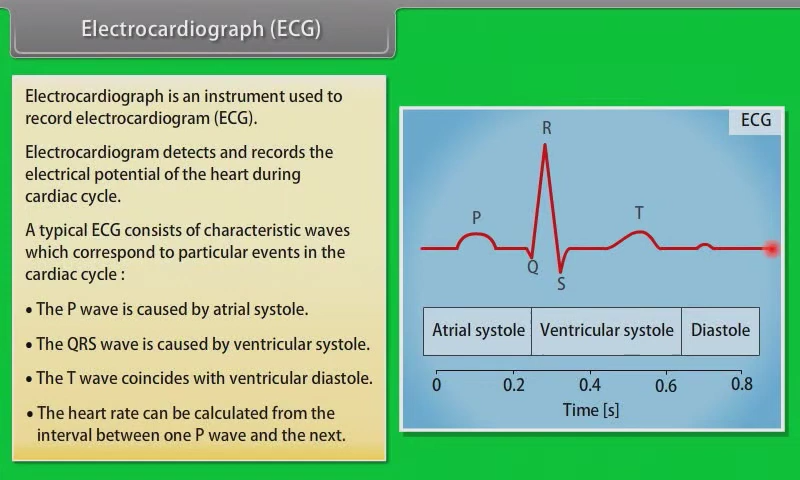 Electrocardiograph (ECG)
Electrocardiograph is an instrument used to
record electrocardiogram (ECG).
Electrocardiogram detects and records the
electrical potential of the heart during
cardiac cycle.
A typical ECG consists of characteristic waves
which correspond to particular events in the
cardiac cycle :
• The P wave is caused by atrial systole.
• The QRS wave is caused by ventricular systole.
• The T wave coincides with ventricular diastole.
• The heart rate can be calculated from the
interval between one P wave and the next.
ECG
R
P
T
Q
S
Atrial systole Ventricular systole Diastole
0 0.2 0.4 0.6 0.8
Time [s]